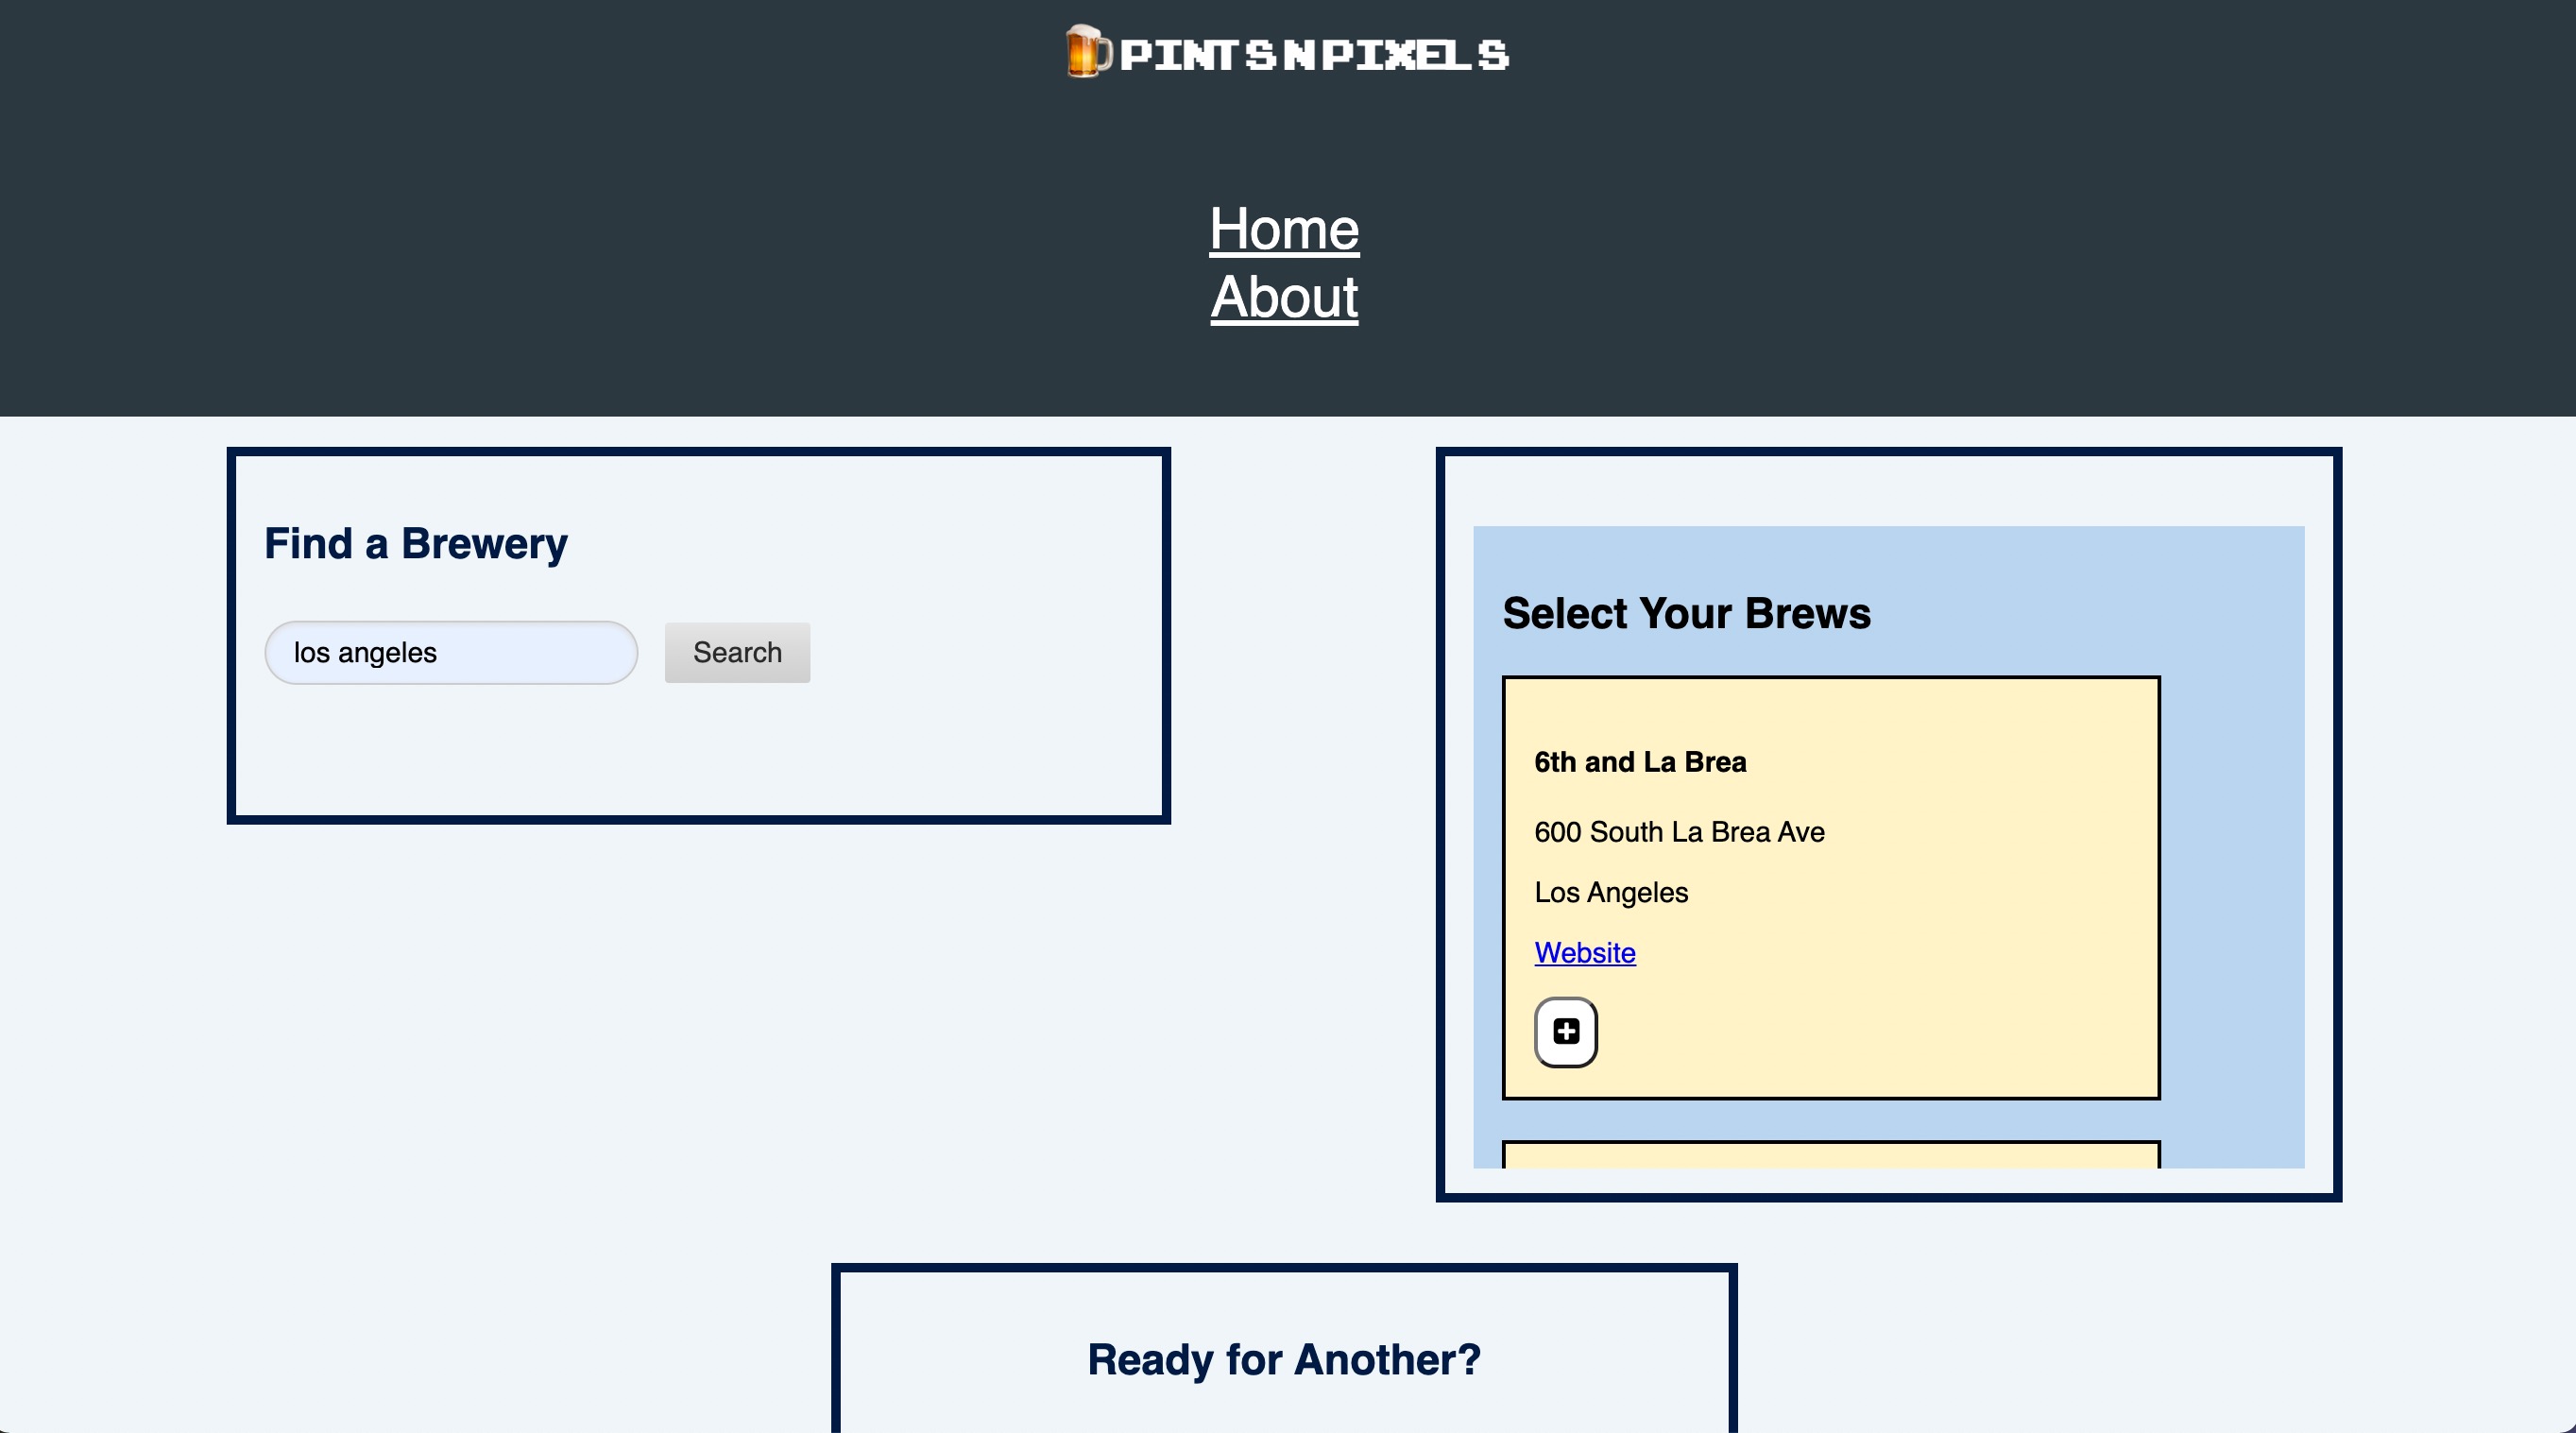 PINTSNPIXELS
Home
About
Find a Brewery
los angeles
Search
Select Your Brews
6th and La Brea
600 South La Brea Ave
Los Angeles
Website
Ready for Another?